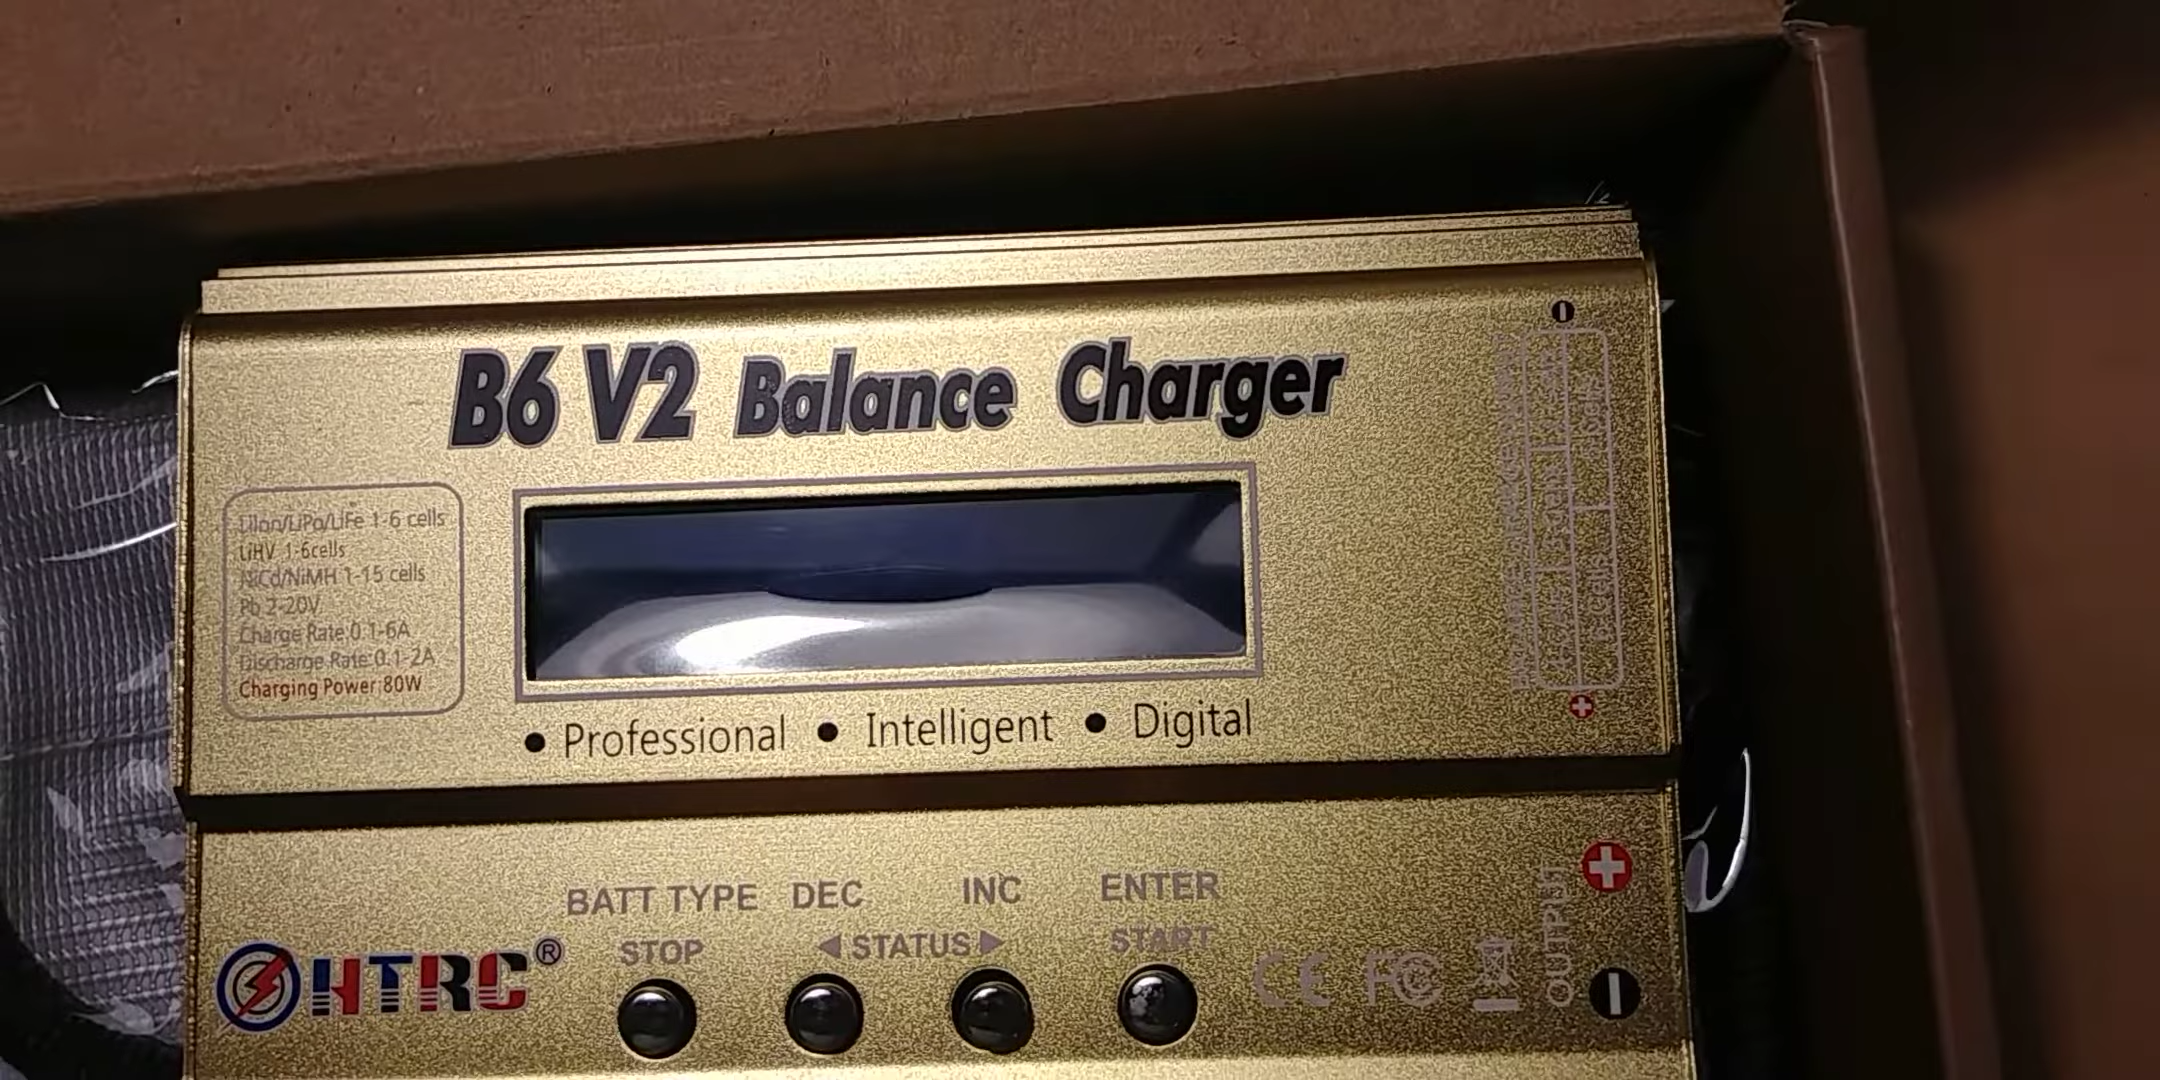 B6 V2 Balance Charger
LiIon/LiPo/LiFe 1-6 cells
LiHV 1-6cells
NiCd/NiMH 1-15 cells
Pb 2-20V
Charge Rate:0.1-6A
Discharge Rate:0.1-2A
Charging Power:80W
• Professional • Intelligent • Digital
BATT TYPE DEC INC ENTER
STOP ◀ STATUS ▶ START
HTRC®
CE FC
OUTPUT